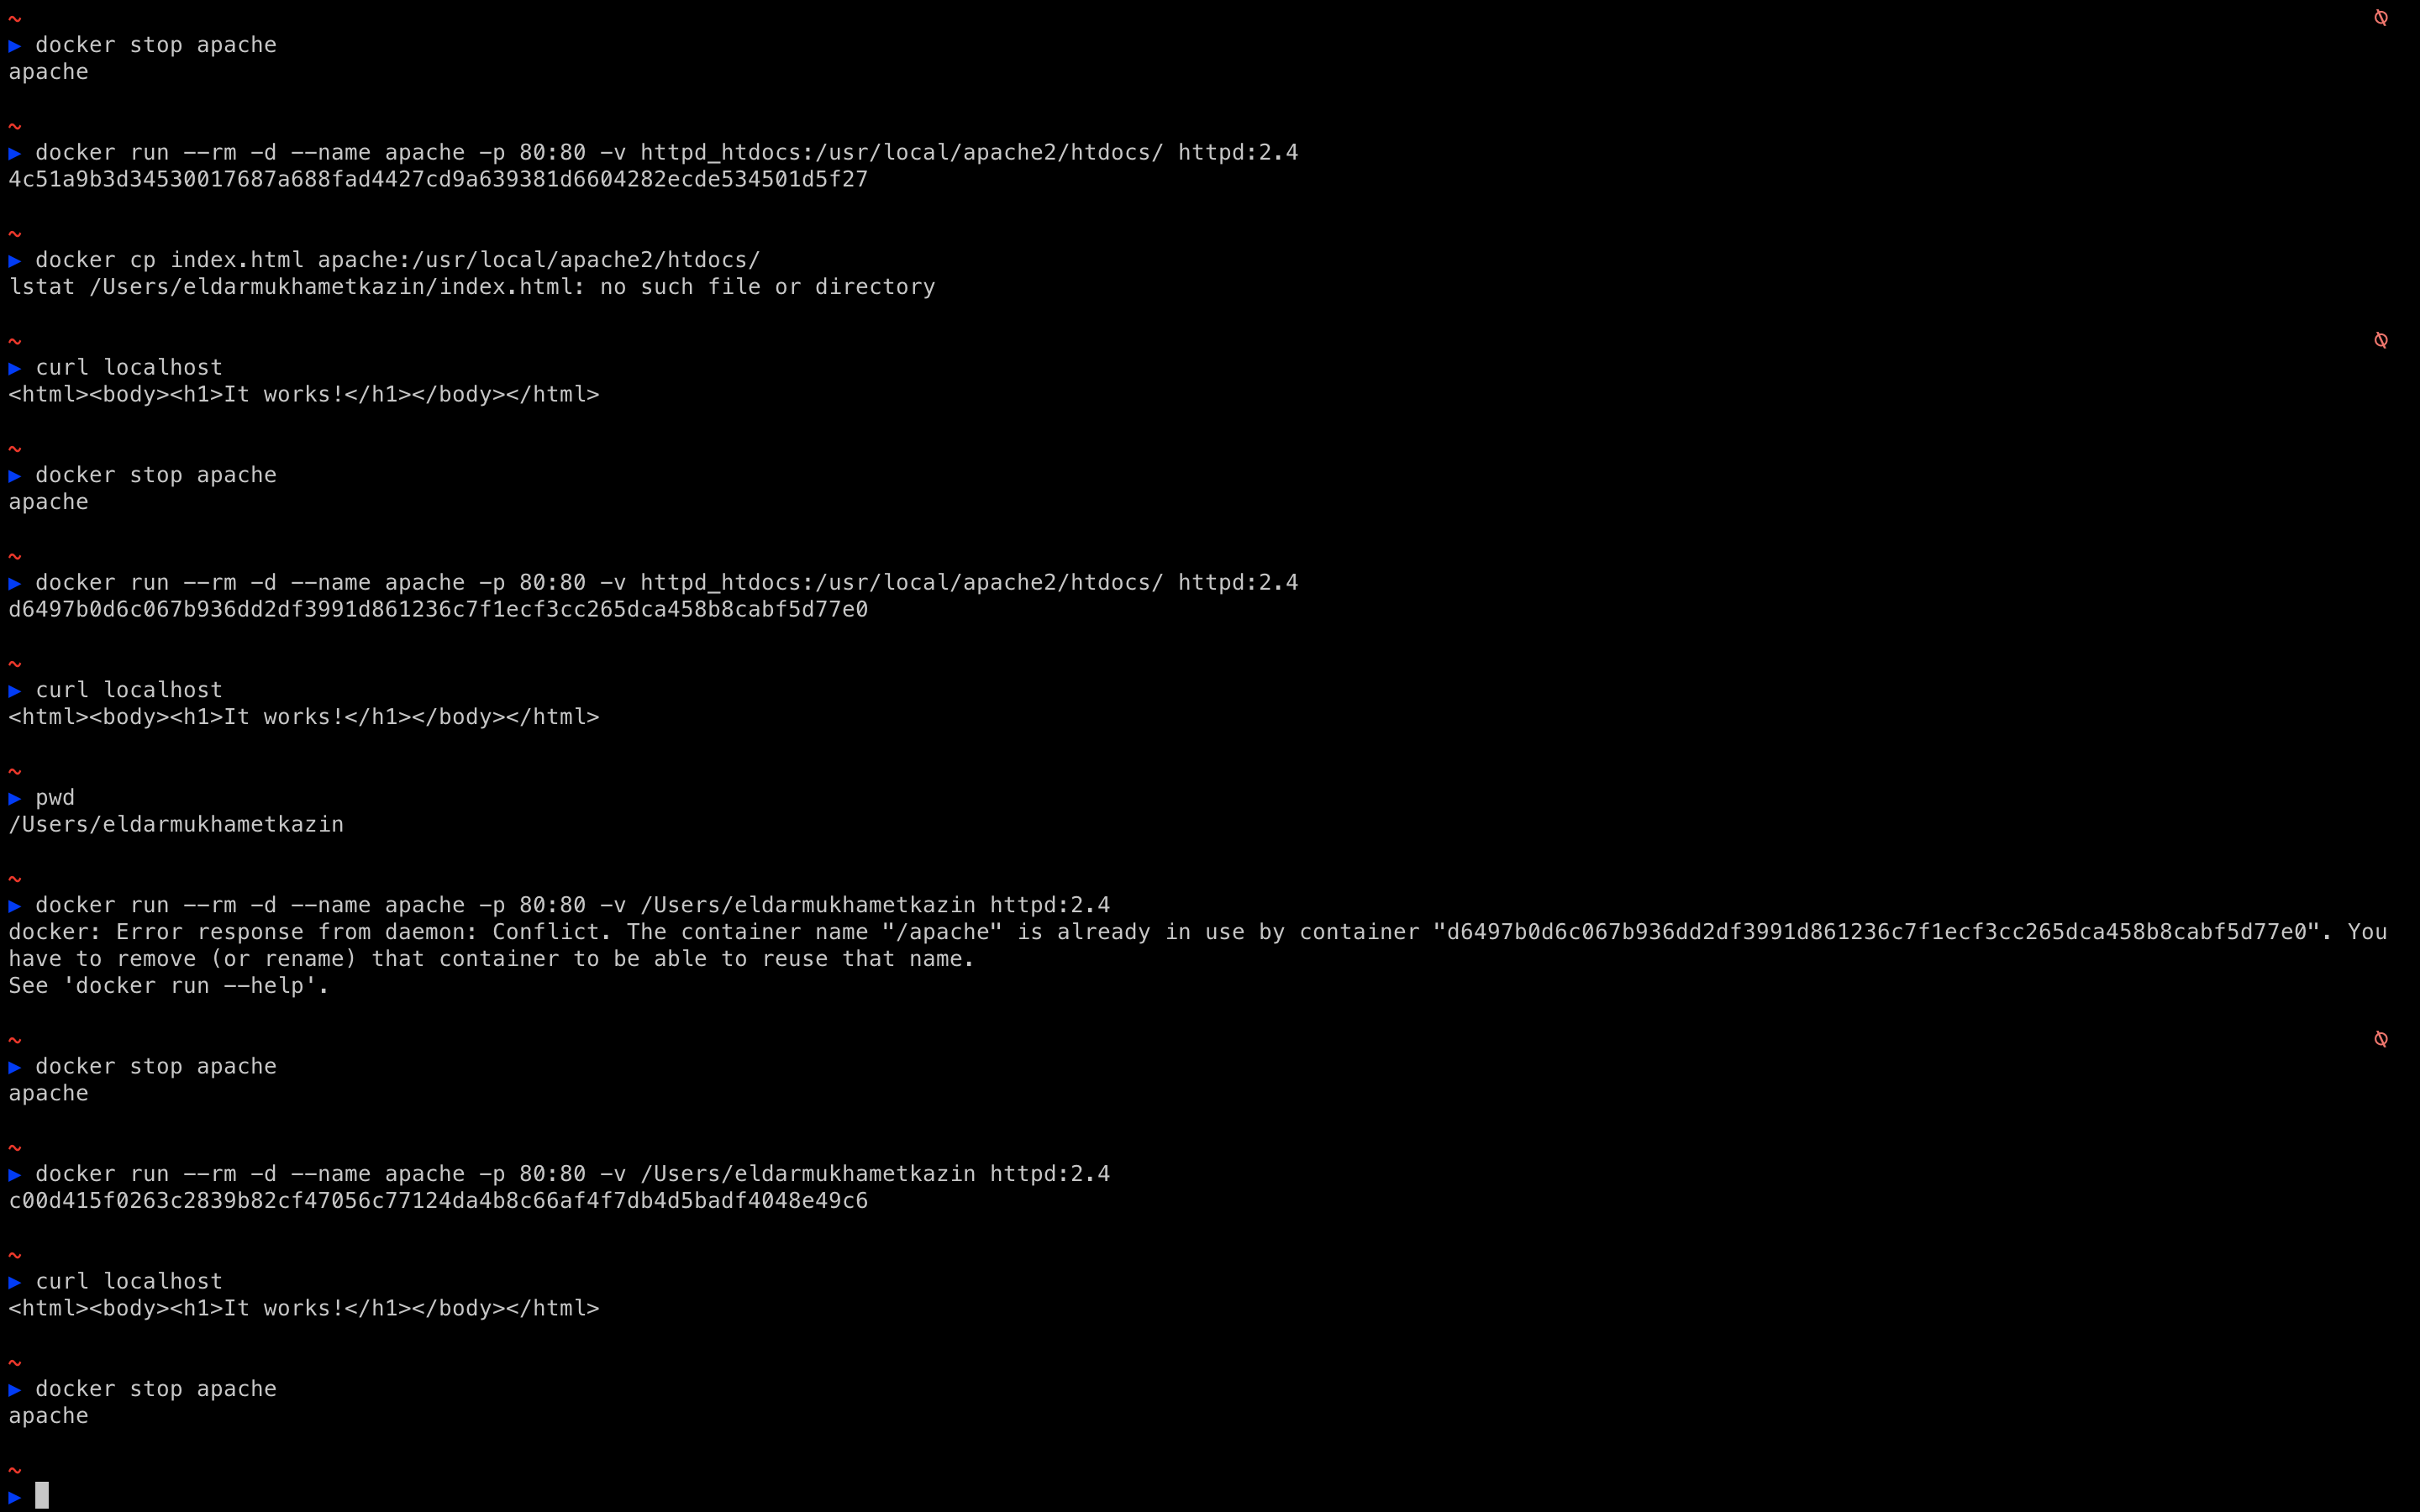 ~
▶ docker stop apache
apache
~
▶ docker run --rm -d --name apache -p 80:80 -v httpd_htdocs:/usr/local/apache2/htdocs/ httpd:2.4
4c51a9b3d34530017687a688fad4427cd9a639381d6604282ecde534501d5f27
~
▶ docker cp index.html apache:/usr/local/apache2/htdocs/
lstat /Users/eldarmukhametkazin/index.html: no such file or directory
~
▶ curl localhost
<html><body><h1>It works!</h1></body></html>
~
▶ docker stop apache
apache
~
▶ docker run --rm -d --name apache -p 80:80 -v httpd_htdocs:/usr/local/apache2/htdocs/ httpd:2.4
d6497b0d6c067b936dd2df3991d861236c7f1ecf3cc265dca458b8cabf5d77e0
~
▶ curl localhost
<html><body><h1>It works!</h1></body></html>
~
▶ pwd
/Users/eldarmukhametkazin
~
▶ docker run --rm -d --name apache -p 80:80 -v /Users/eldarmukhametkazin httpd:2.4
docker: Error response from daemon: Conflict. The container name "/apache" is already in use by container "d6497b0d6c067b936dd2df3991d861236c7f1ecf3cc265dca458b8cabf5d77e0". You
have to remove (or rename) that container to be able to reuse that name.
See 'docker run --help'.
~
▶ docker stop apache
apache
~
▶ docker run --rm -d --name apache -p 80:80 -v /Users/eldarmukhametkazin httpd:2.4
c00d415f0263c2839b82cf47056c77124da4b8c66af4f7db4d5badf4048e49c6
~
▶ curl localhost
<html><body><h1>It works!</h1></body></html>
~
▶ docker stop apache
apache
~
▶